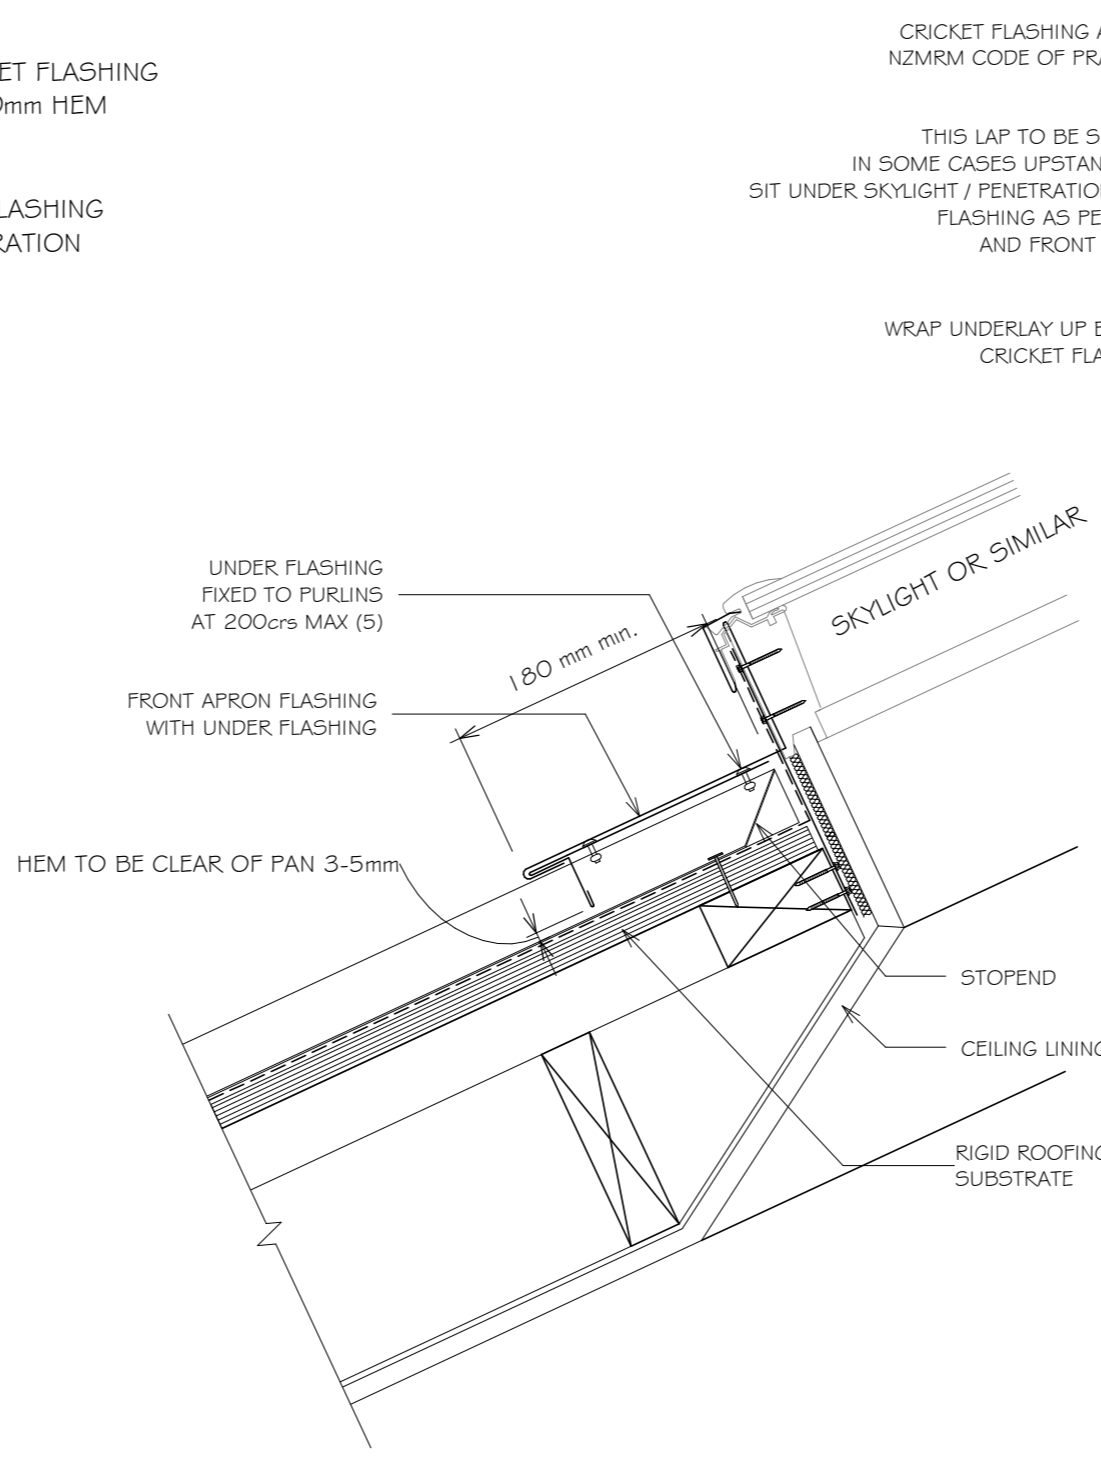 ET FLASHING
0mm HEM
LASHING
RATION
CRICKET FLASHING A
NZMRM CODE OF PRA
THIS LAP TO BE S
IN SOME CASES UPSTAN
SIT UNDER SKYLIGHT / PENETRATION
FLASHING AS PE
AND FRONT
WRAP UNDERLAY UP B
CRICKET FLA
UNDER FLASHING
FIXED TO PURLINS
AT 200crs MAX (5)
180 mm min.
SKYLIGHT OR SIMILAR
FRONT APRON FLASHING
WITH UNDER FLASHING
HEM TO BE CLEAR OF PAN 3-5mm
STOPEND
CEILING LINING
RIGID ROOFING
SUBSTRATE